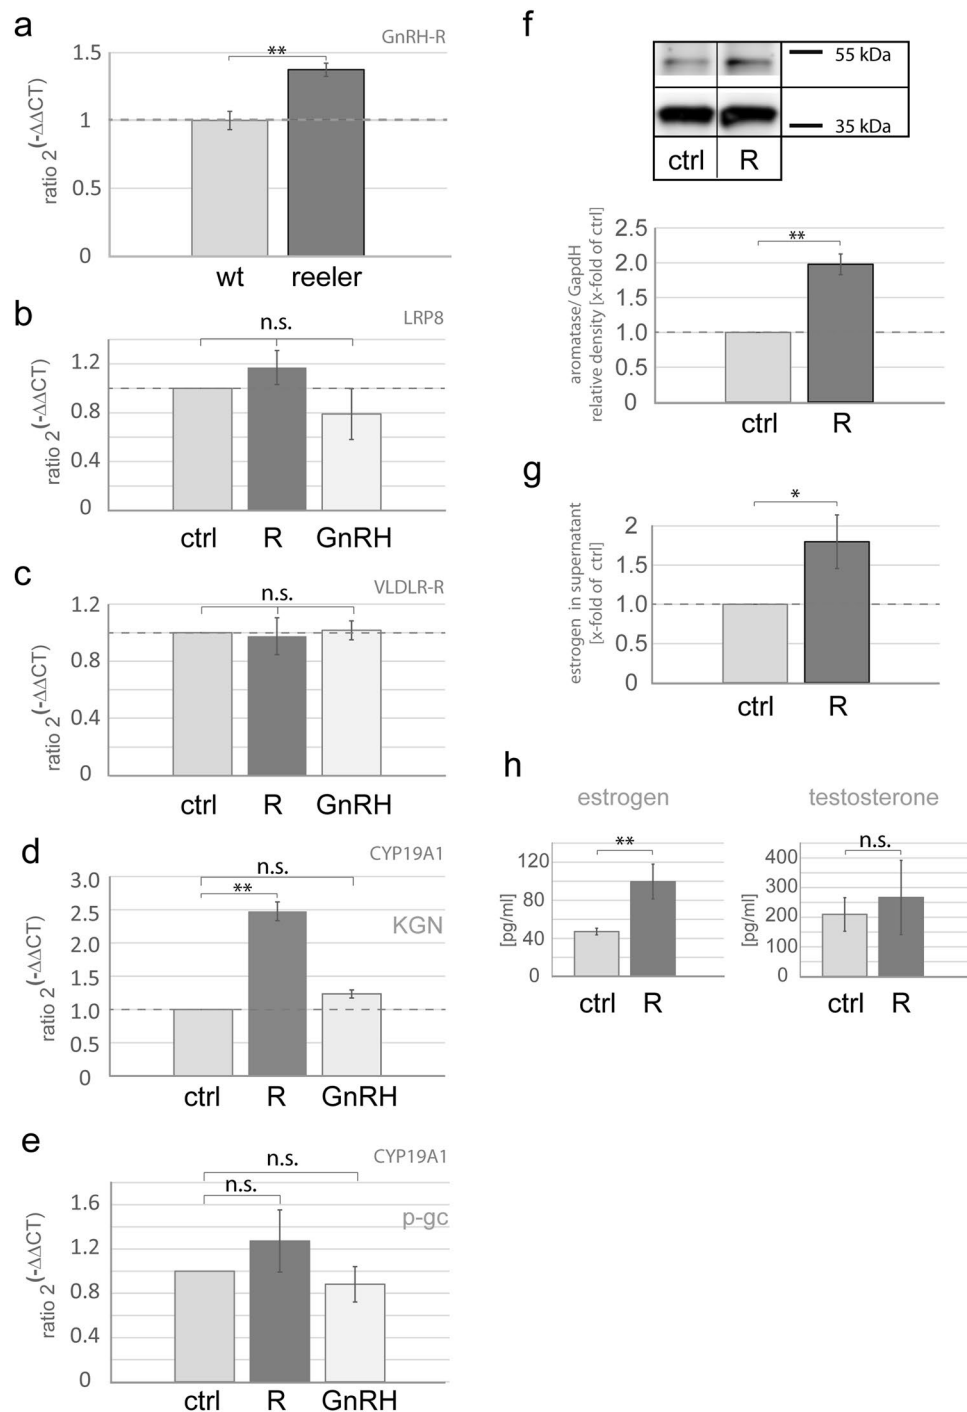 a
GnRH-R
ratio 2(-ΔΔCT)
1.5
1
0.5
0
**
wt reeler
b
LRP8
ratio 2(-ΔΔCT)
1.2
0.8
0.4
0
n.s.
ctrl R GnRH
c
VLDLR-R
ratio 2(-ΔΔCT)
1.2
0.8
0.4
0
n.s.
ctrl R GnRH
d
CYP19A1
KGN
ratio 2(-ΔΔCT)
3.0
2.5
2.0
1.5
1.0
0.5
0
n.s.
**
ctrl R GnRH
e
CYP19A1
p-gc
ratio 2(-ΔΔCT)
1.6
1.2
0.8
0.4
0
n.s.
n.s.
ctrl R GnRH
f
55 kDa
35 kDa
ctrl R
aromatase/ GapdH
relative density [x-fold of ctrl]
2.5
2.0
1.5
1.0
0.5
0
**
ctrl R
g
estrogen in supernatant
[x-fold of ctrl]
2
1.5
1.0
0.5
0
*
ctrl R
h
estrogen
[pg/ml]
120
80
40
0
**
ctrl R
testosterone
[pg/ml]
400
300
200
100
0
n.s.
ctrl R